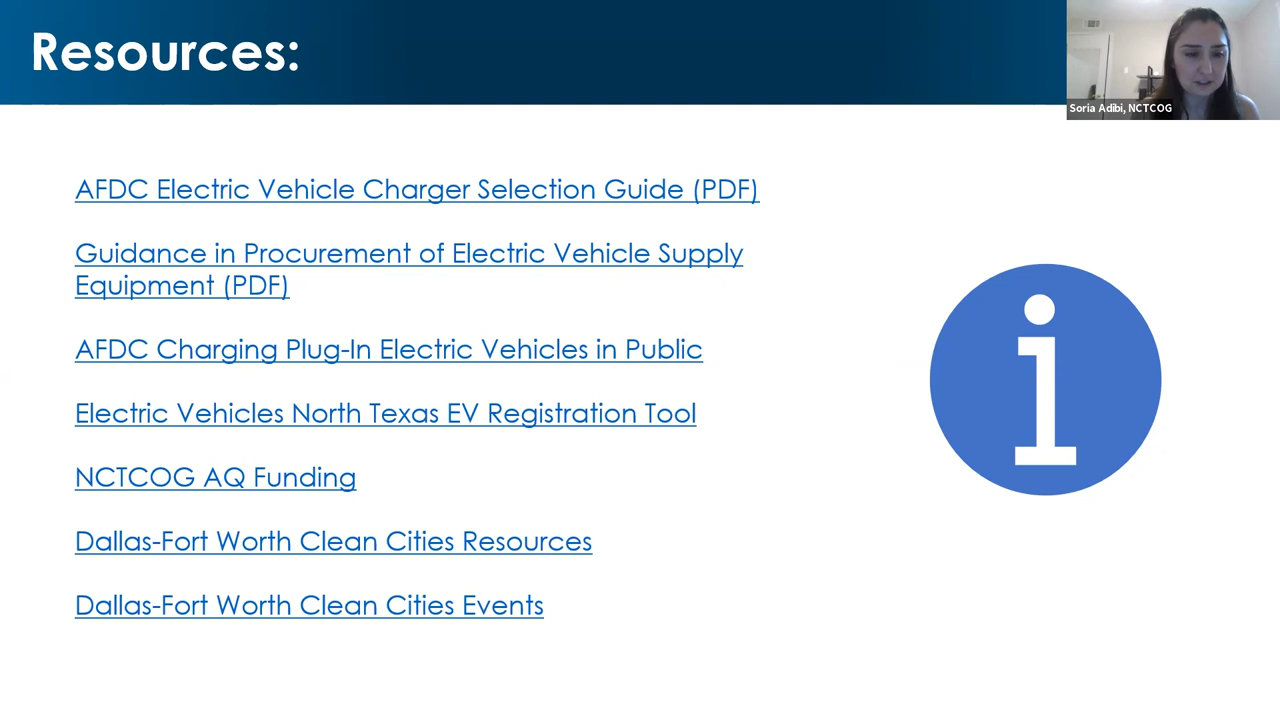 Resources:
Soria Adibi, NCTCOG
AFDC Electric Vehicle Charger Selection Guide (PDF)
Guidance in Procurement of Electric Vehicle Supply
Equipment (PDF)
AFDC Charging Plug-In Electric Vehicles in Public
Electric Vehicles North Texas EV Registration Tool
NCTCOG AQ Funding
Dallas-Fort Worth Clean Cities Resources
Dallas-Fort Worth Clean Cities Events